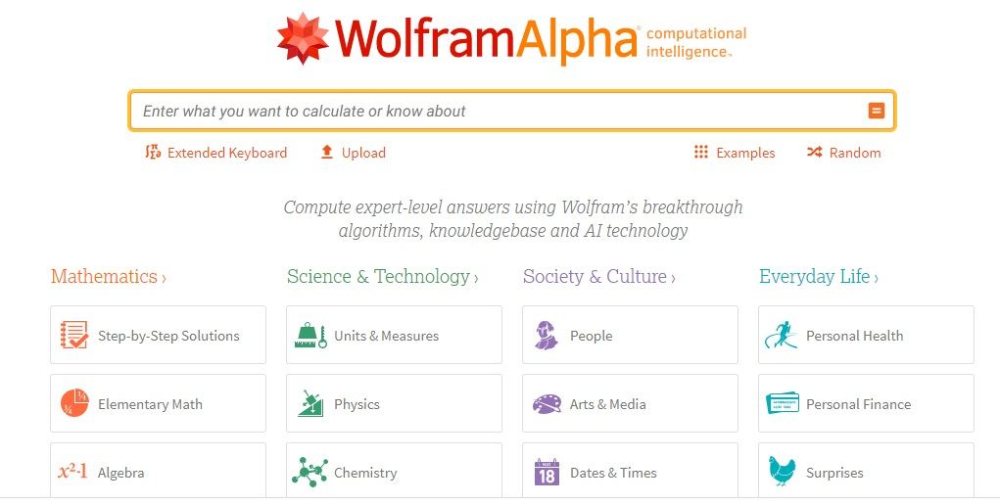 WolframAlpha computational intelligence™
Enter what you want to calculate or know about
Extended Keyboard
Upload
Examples
Random
Compute expert-level answers using Wolfram's breakthrough
algorithms, knowledgebase and AI technology
Mathematics ›
Science & Technology ›
Society & Culture ›
Everyday Life ›
Step-by-Step Solutions
Units & Measures
People
Personal Health
Elementary Math
Physics
Arts & Media
Personal Finance
x²-1 Algebra
Chemistry
18 Dates & Times
Surprises